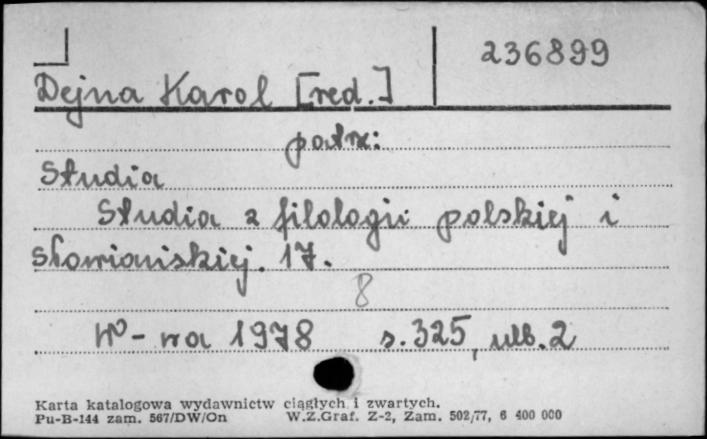 236899
Dejna Karol [red.]
patrz:
Studia
Studia z filologii polskiej i
słowiańskiej. 17.
8
W-wa 1978 s. 325, ulb. 2
Karta katalogowa wydawnictw ciągłych i zwartych.
Pu-B-144 zam. 567/DW/On W.Z.Graf. Z-2, Zam. 502/77, 6 400 000